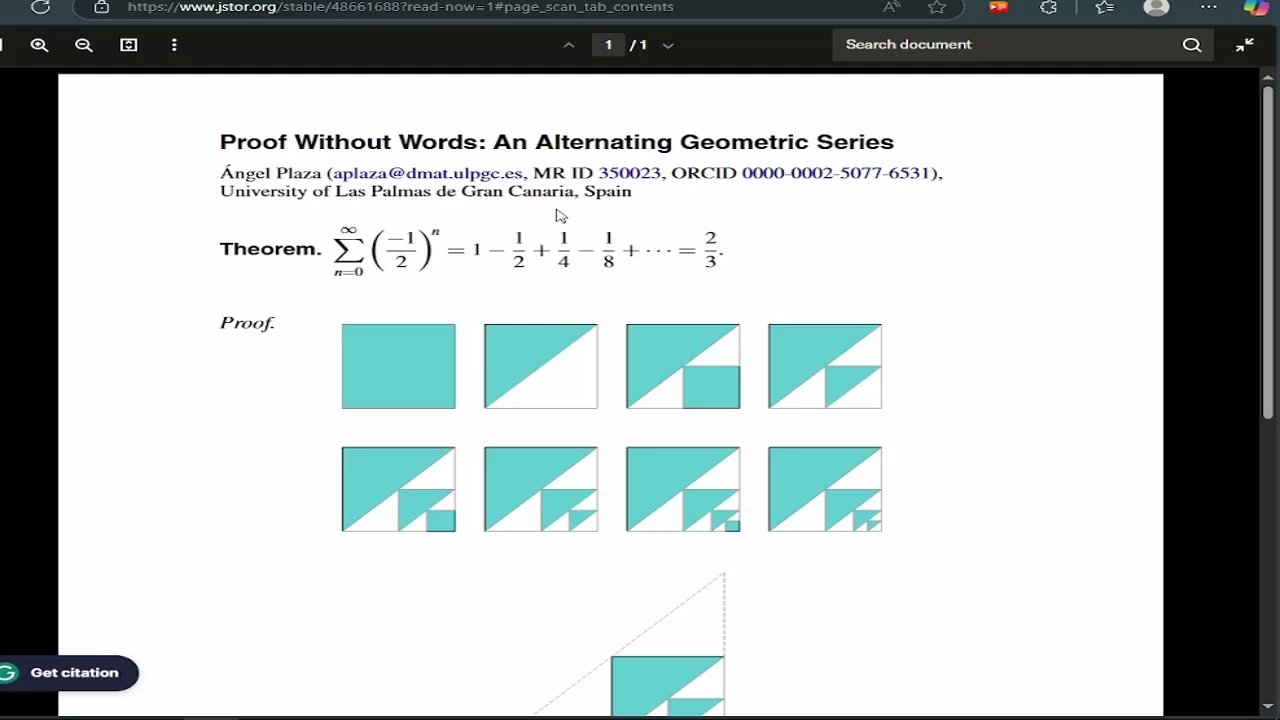 https://www.jstor.org/stable/48661688?read-now=1#page_scan_tab_contents
1 / 1
Search document
Proof Without Words: An Alternating Geometric Series
Ángel Plaza (aplaza@dmat.ulpgc.es, MR ID 350023, ORCID 0000-0002-5077-6531),
University of Las Palmas de Gran Canaria, Spain
Theorem. ∑_{n=0}^{∞} (−1/2)^n = 1 − 1/2 + 1/4 − 1/8 + ··· = 2/3.
Proof.
Get citation